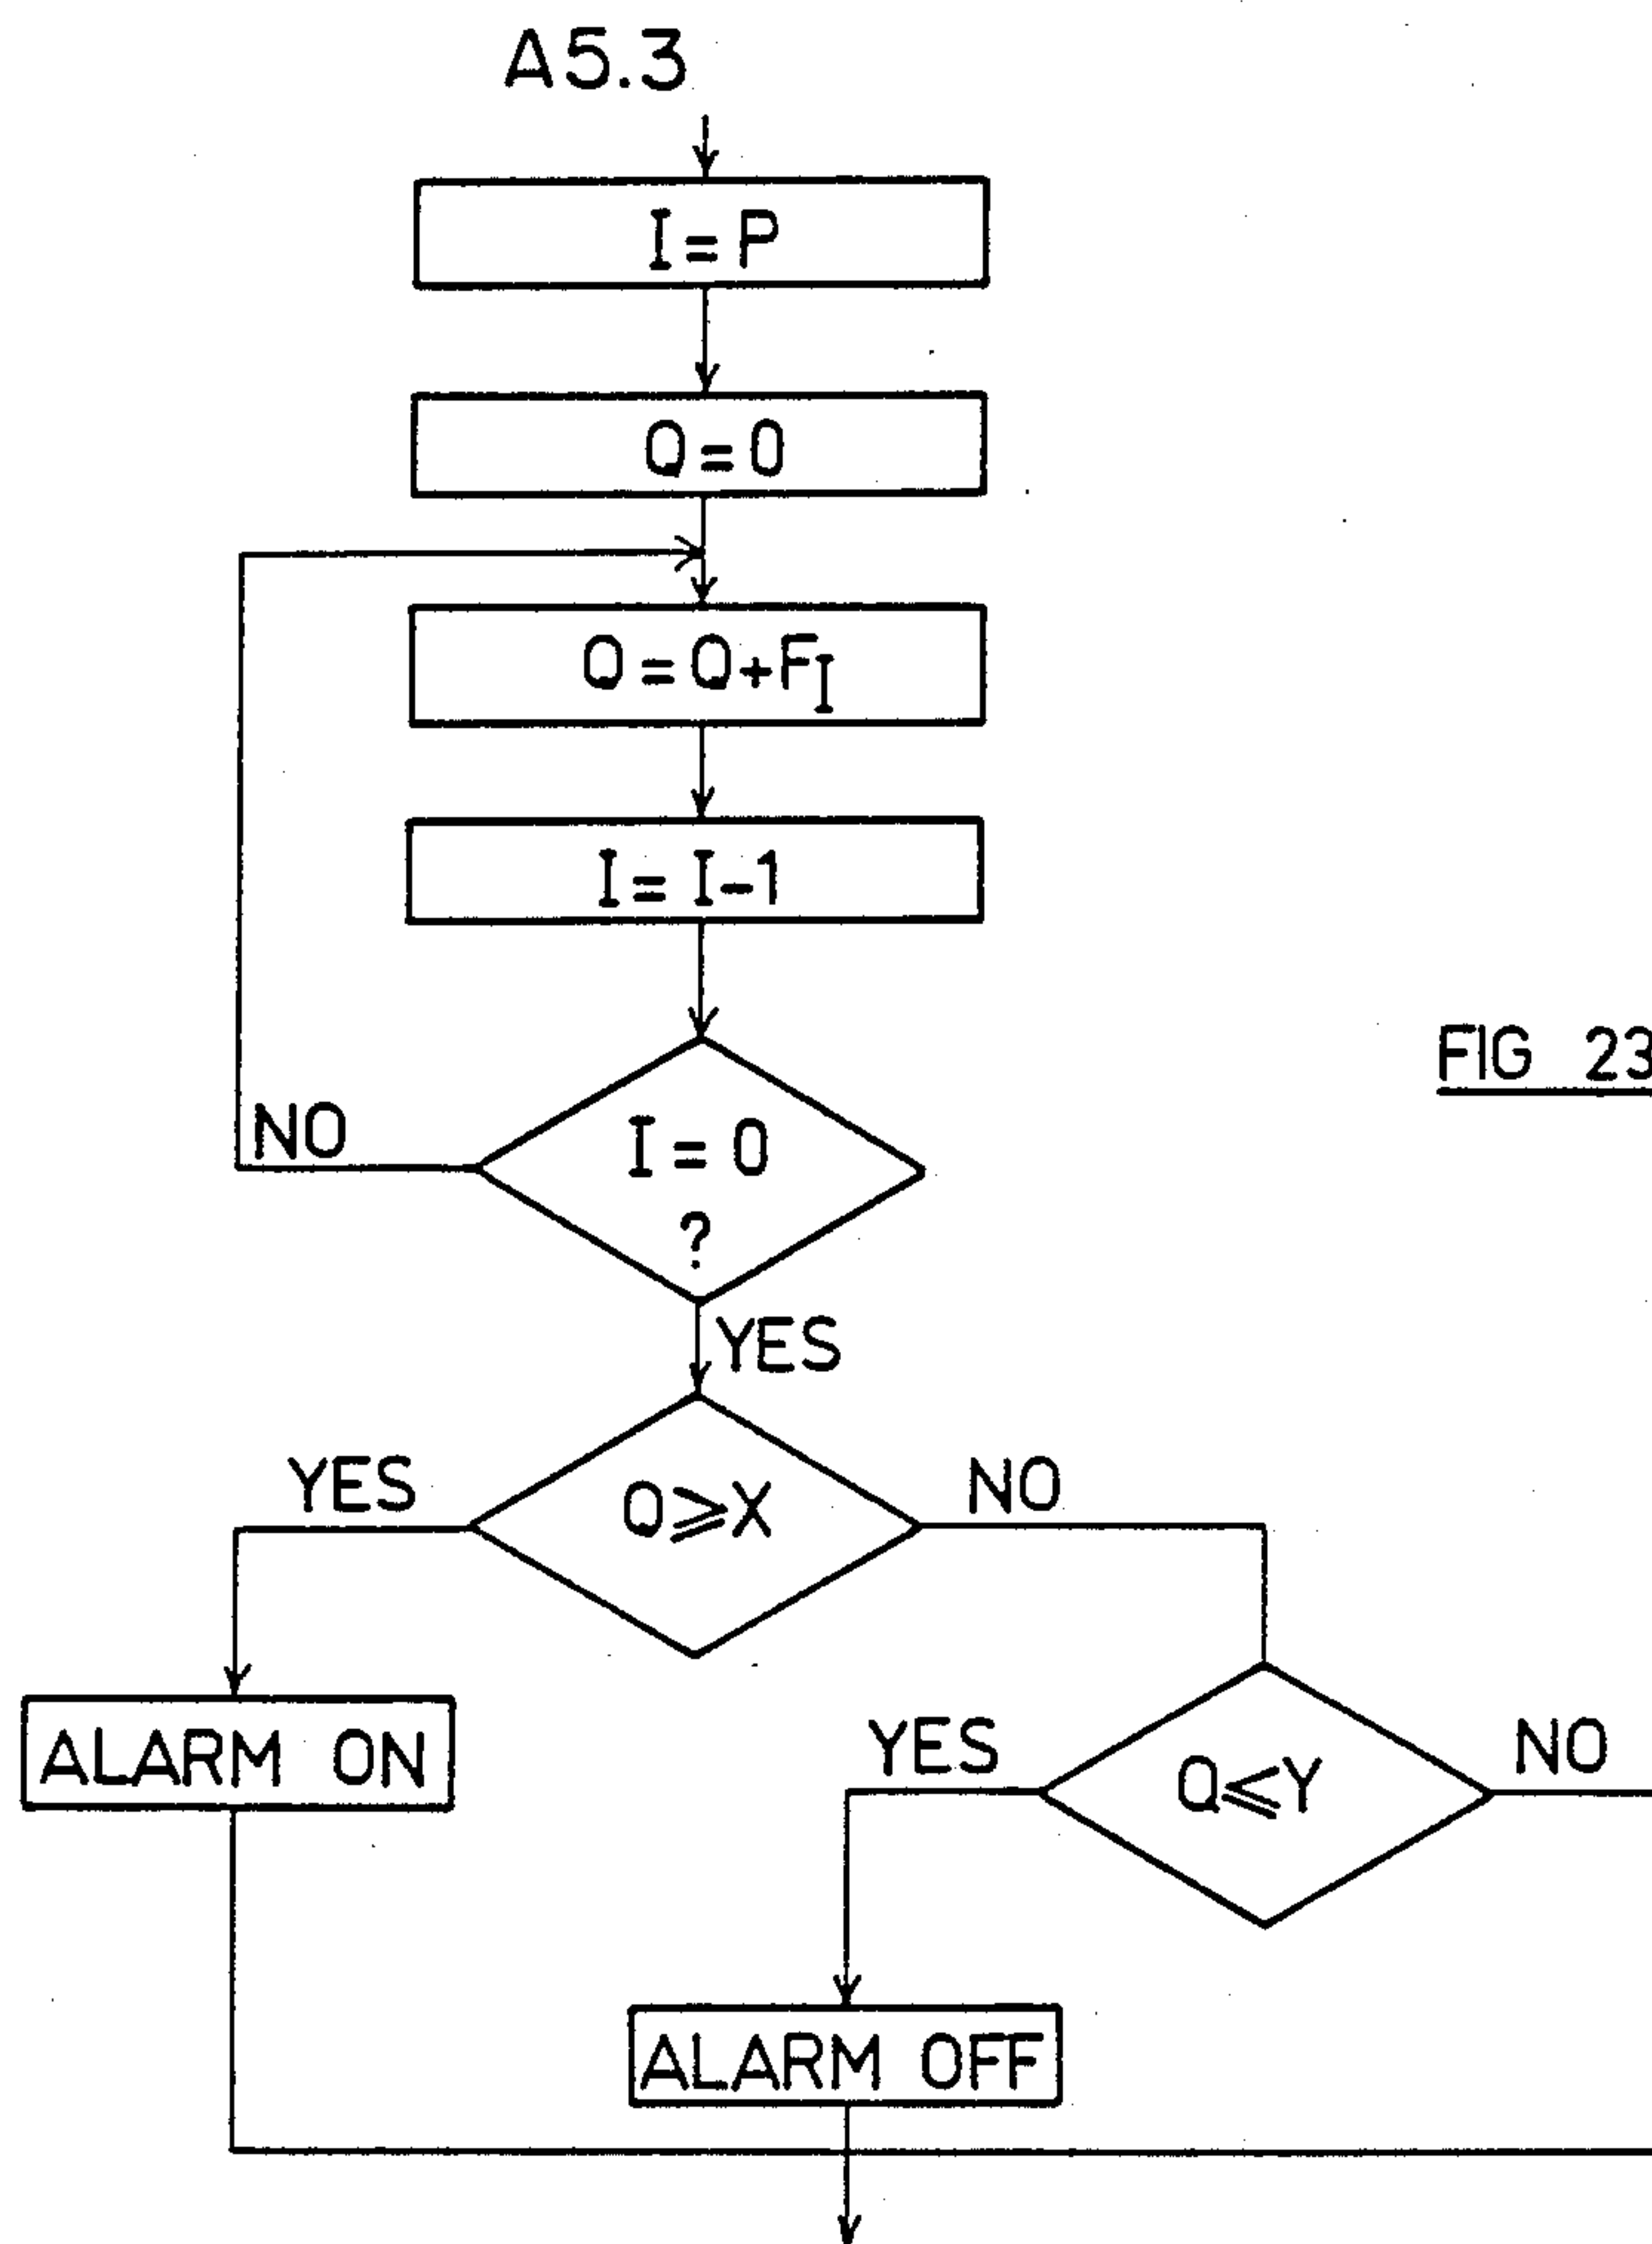 A5.3
I=P
Q=0
Q=Q+F_I
I=I-1
FIG 23
NO
I=0
?
YES
YES
Q⩾X
NO
ALARM ON
YES
Q⩽Y
NO
ALARM OFF